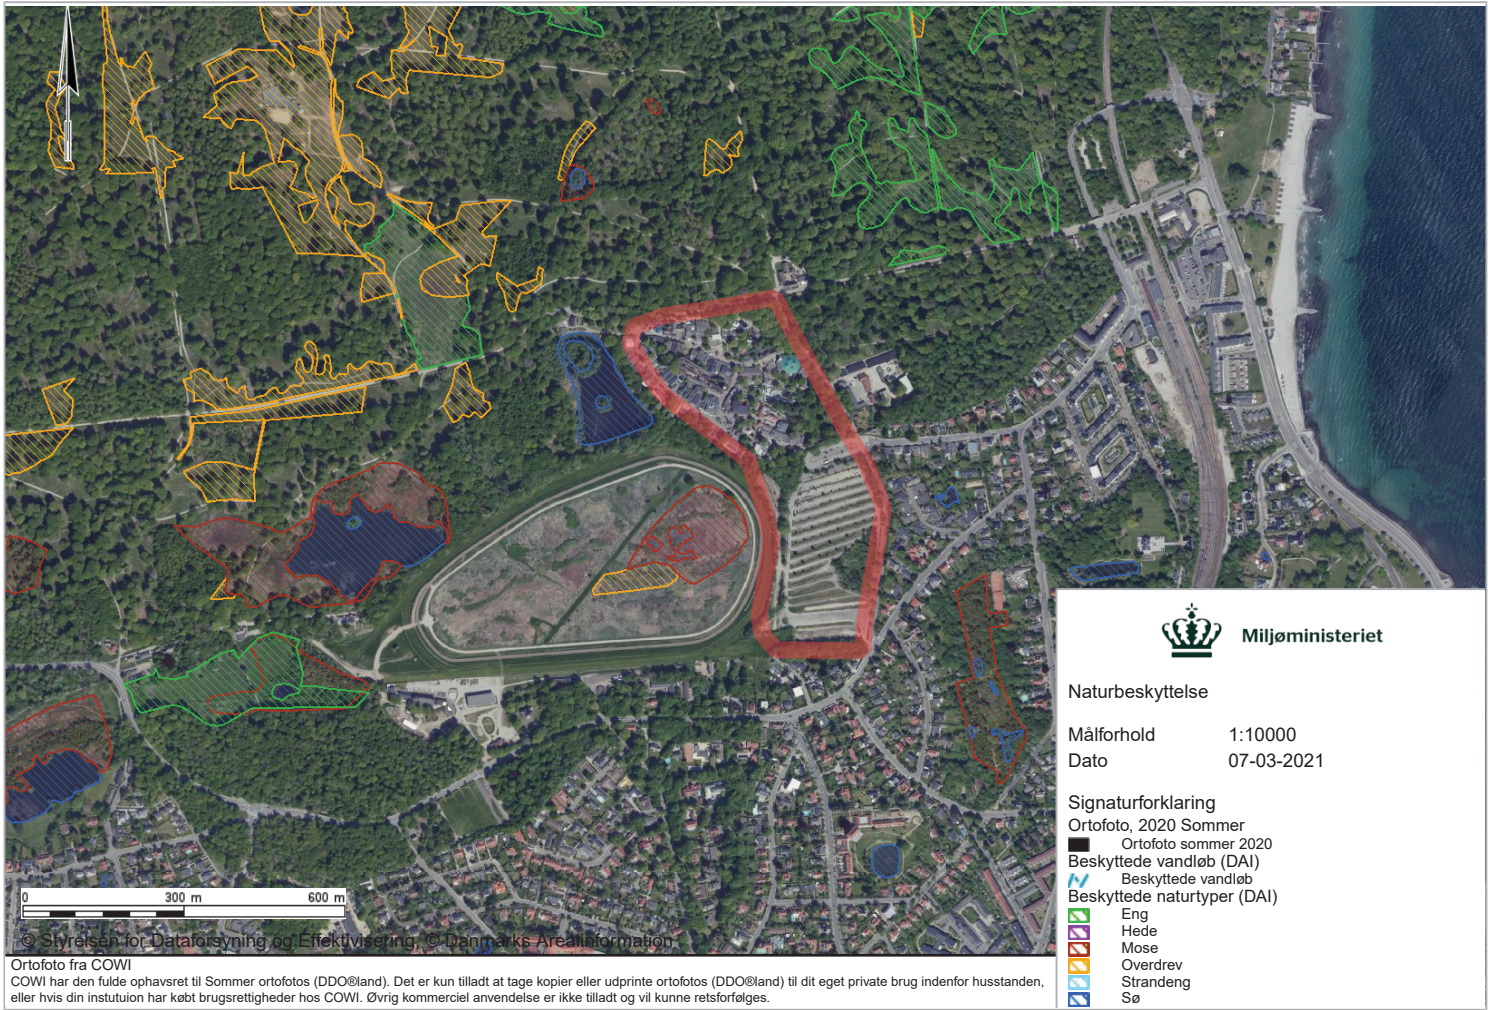 Miljøministeriet
Naturbeskyttelse
Målforhold 1:10000
Dato 07-03-2021
Signaturforklaring
Ortofoto, 2020 Sommer
Ortofoto sommer 2020
Beskyttede vandløb (DAI)
Beskyttede vandløb
Beskyttede naturtyper (DAI)
Eng
Hede
Mose
Overdrev
Strandeng
Sø
0 300 m 600 m
© Styrelsen for Dataforsyning og Effektivisering, © Danmarks Arealinformation
Ortofoto fra COWI
COWI har den fulde ophavsret til Sommer ortofotos (DDO®land). Det er kun tilladt at tage kopier eller udprinte ortofotos (DDO®land) til dit eget private brug indenfor husstanden,
eller hvis din instutuion har købt brugsrettigheder hos COWI. Øvrig kommerciel anvendelse er ikke tilladt og vil kunne retsforfølges.